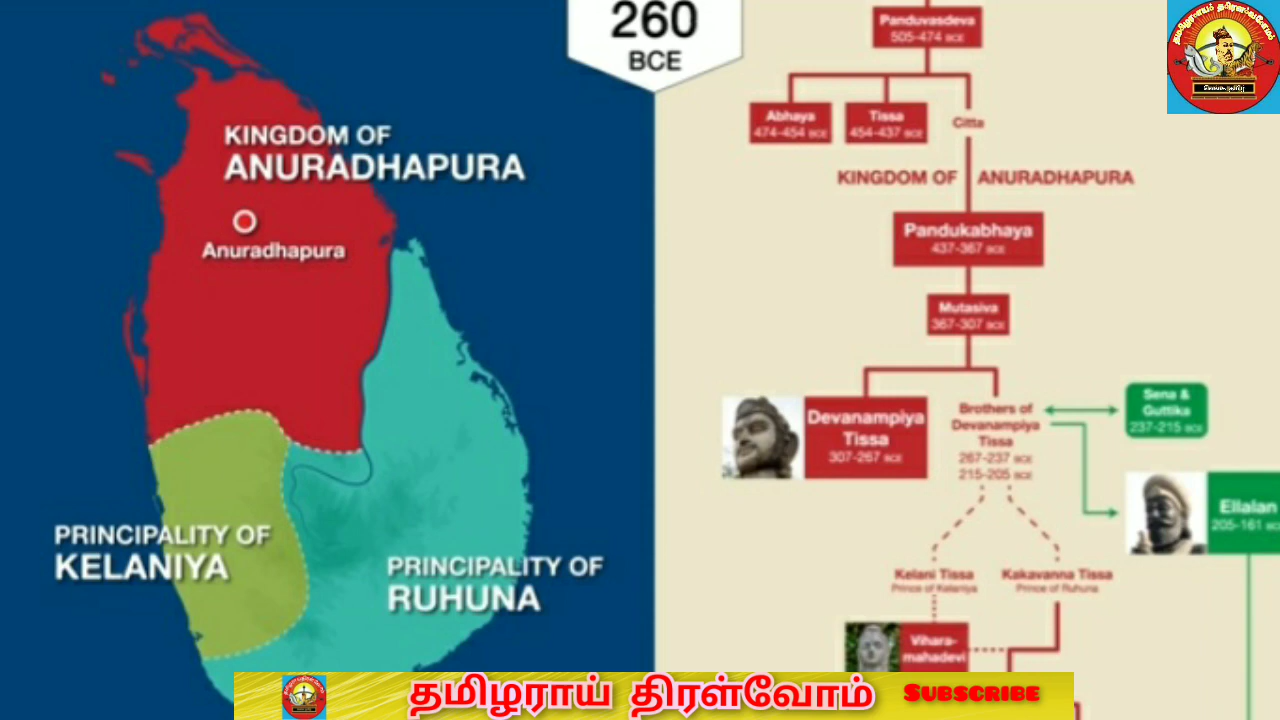 260
BCE
KINGDOM OF
ANURADHAPURA
Anuradhapura
PRINCIPALITY OF
KELANIYA
PRINCIPALITY OF
RUHUNA
Panduvasdeva
505-474 BCE
Abhaya
474-454 BCE
Tissa
454-437 BCE
Citta
KINGDOM OF ANURADHAPURA
Pandukabhaya
437-367 BCE
Mutasiva
367-307 BCE
Devanampiya
Tissa
307-267 BCE
Brothers of
Devanampiya
Tissa
267-237 BCE
215-205 BCE
Sena &
Guttika
237-215 BCE
Ellalan
205-161 BCE
Kelani Tissa
Prince of Kelaniya
Kakavanna Tissa
Prince of Ruhuna
Vihara-
mahadevi
தமிழராய் திரள்வோம் SUBSCRIBE